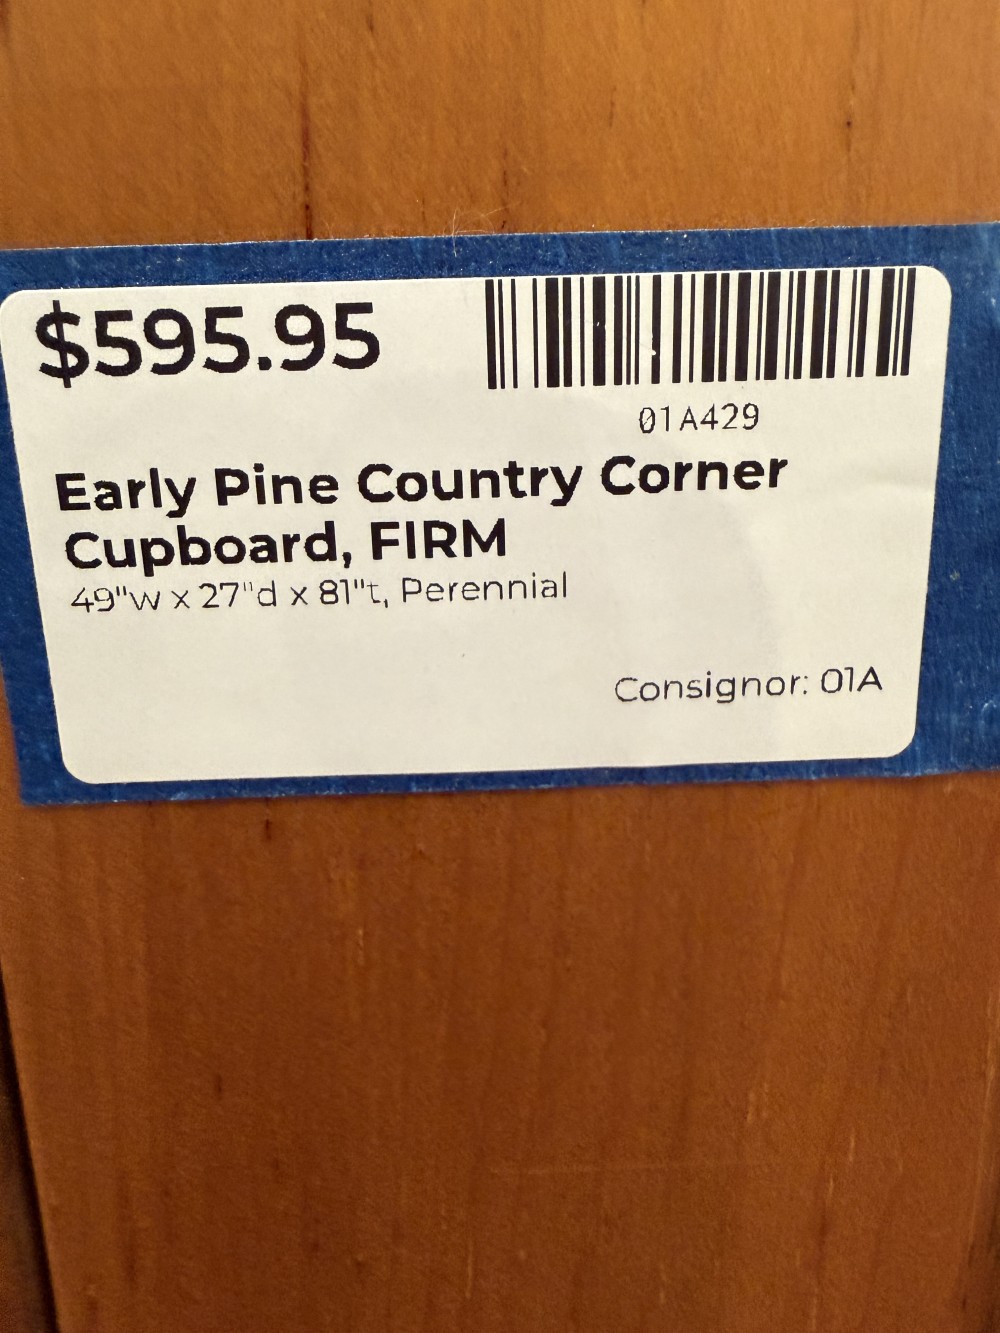 $595.95
01A429
Early Pine Country Corner
Cupboard, FIRM
49"w x 27"d x 81"t, Perennial
Consignor: 01A